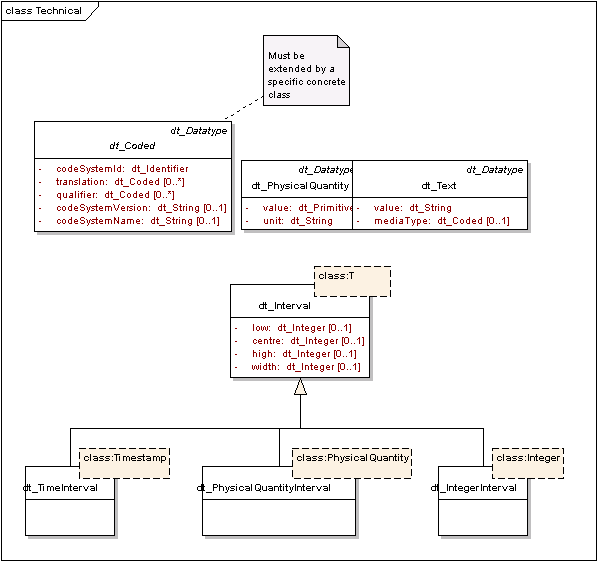 class Technical
Must be
extended by a
specific concrete
class
dt_Datatype
dt_Coded
- codeSystemId: dt_Identifier
- translation: dt_Coded [0..*]
- qualifier: dt_Coded [0..*]
- codeSystemVersion: dt_String [0..1]
- codeSystemName: dt_String [0..1]
dt_Datatype
dt_PhysicalQuantity
- value: dt_Primitiv
- unit: dt_String
dt_Datatype
dt_Text
- value: dt_String
- mediaType: dt_Coded [0..1]
class:T
dt_Interval
- low: dt_Integer [0..1]
- centre: dt_Integer [0..1]
- high: dt_Integer [0..1]
- width: dt_Integer [0..1]
class:Timestamp
dt_TimeInterval
class:PhysicalQuantity
dt_PhysicalQuantityInterval
class:Integer
dt_IntegerInterval